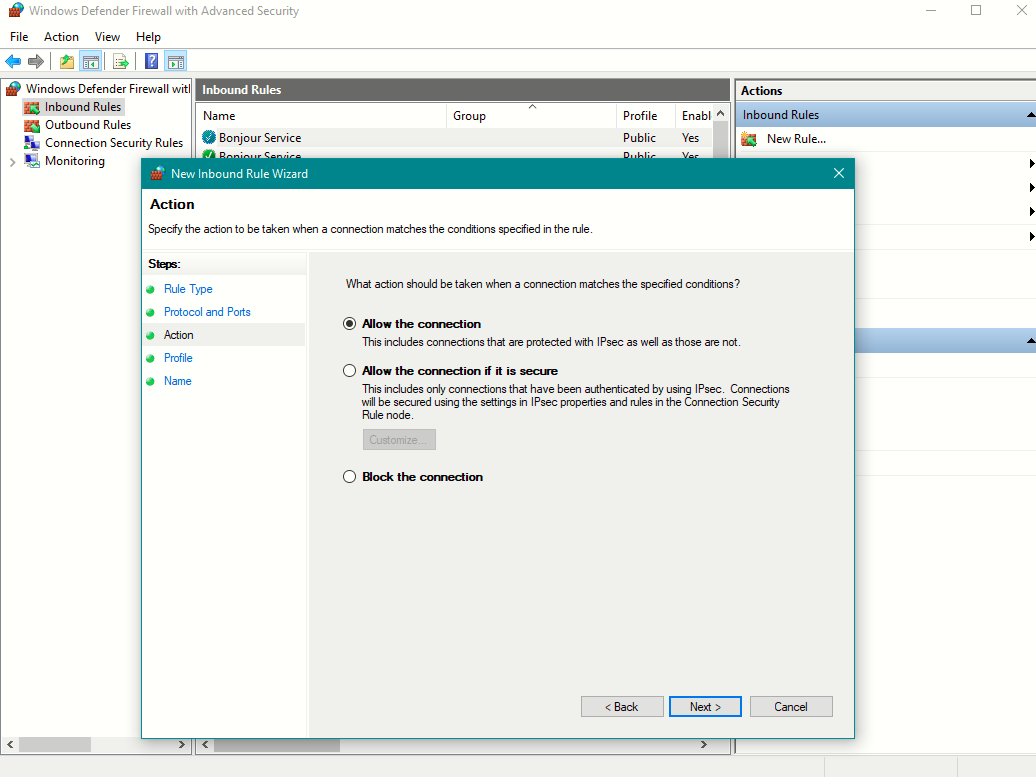 Windows Defender Firewall with Advanced Security
File Action View Help
Windows Defender Firewall wit
Inbound Rules
Outbound Rules
Connection Security Rules
Monitoring
Inbound Rules
Name Group Profile Enabl
Bonjour Service Public Yes
Bonjour Service Public Yes
Actions
Inbound Rules
New Rule...
New Inbound Rule Wizard
Action
Specify the action to be taken when a connection matches the conditions specified in the rule.
Steps:
Rule Type
Protocol and Ports
Action
Profile
Name
What action should be taken when a connection matches the specified conditions?
Allow the connection
This includes connections that are protected with IPsec as well as those are not.
Allow the connection if it is secure
This includes only connections that have been authenticated by using IPsec. Connections
will be secured using the settings in IPsec properties and rules in the Connection Security
Rule node.
Customize...
Block the connection
< Back Next > Cancel